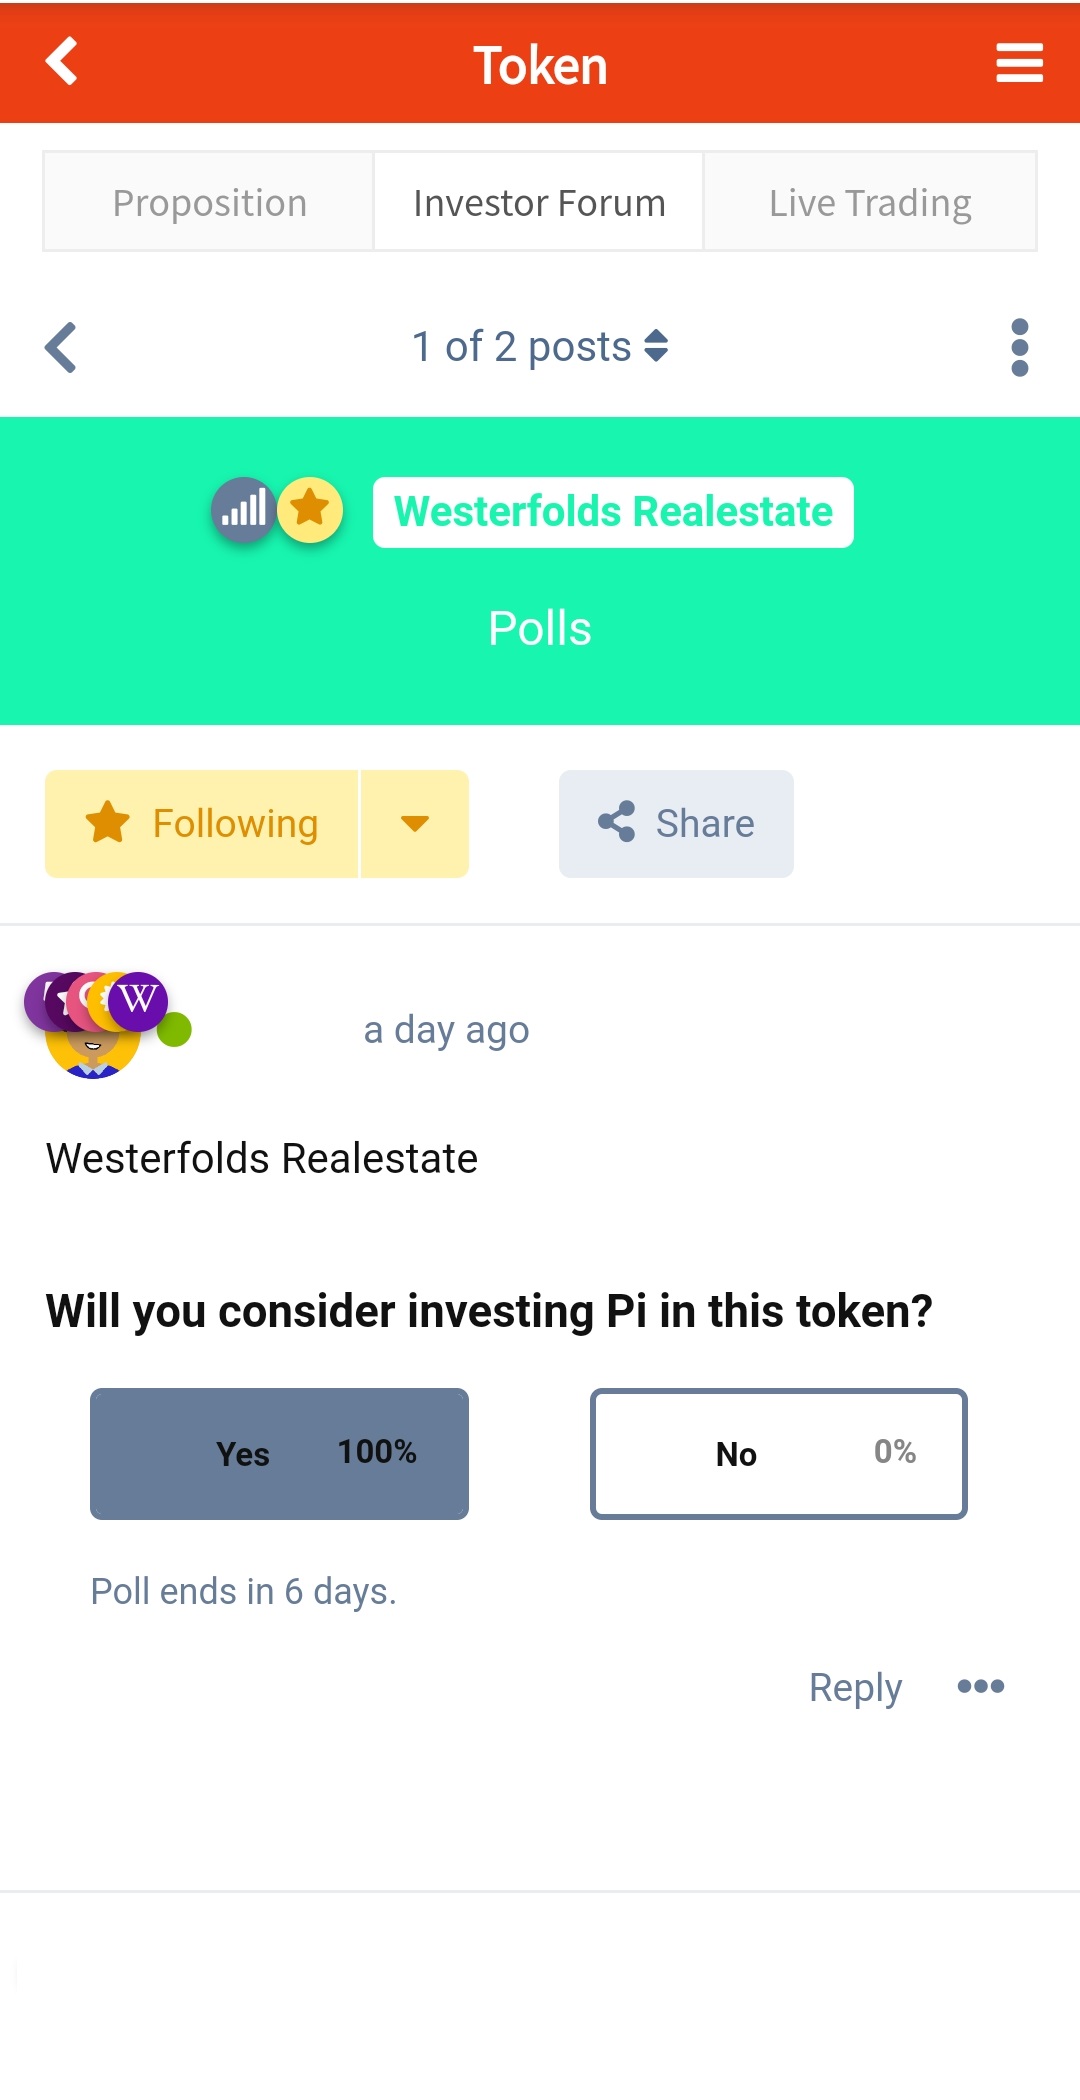 Token
Proposition
Investor Forum
Live Trading
1 of 2 posts
Westerfolds Realestate
Polls
Following
Share
W
a day ago
Westerfolds Realestate
Will you consider investing Pi in this token?
Yes 100%
No 0%
Poll ends in 6 days.
Reply